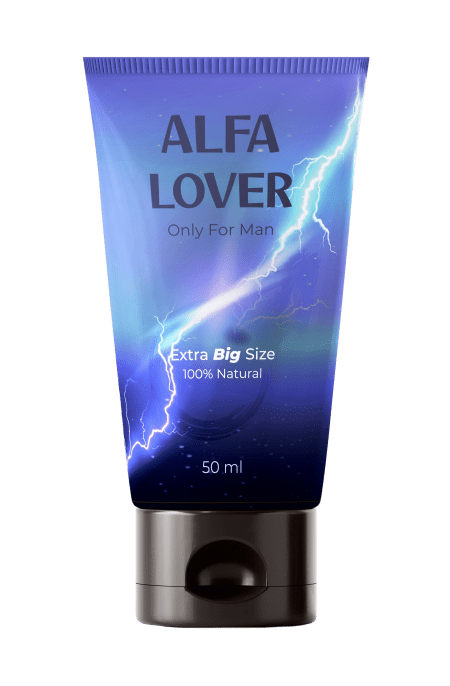 ALFA
LOVER
Only For Man
Extra Big Size
100% Natural
50 ml